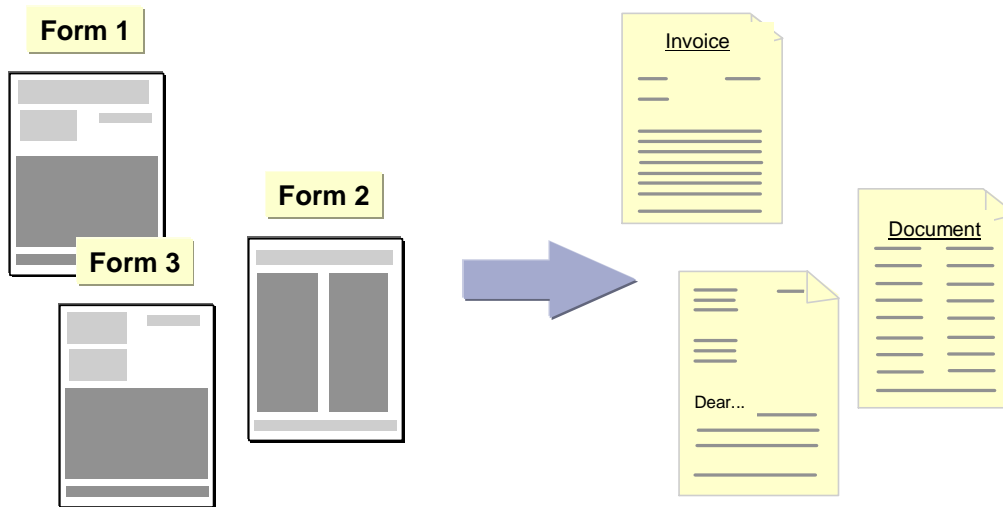 Form 1
Form 3
Form 2
Invoice
Document
Dear...